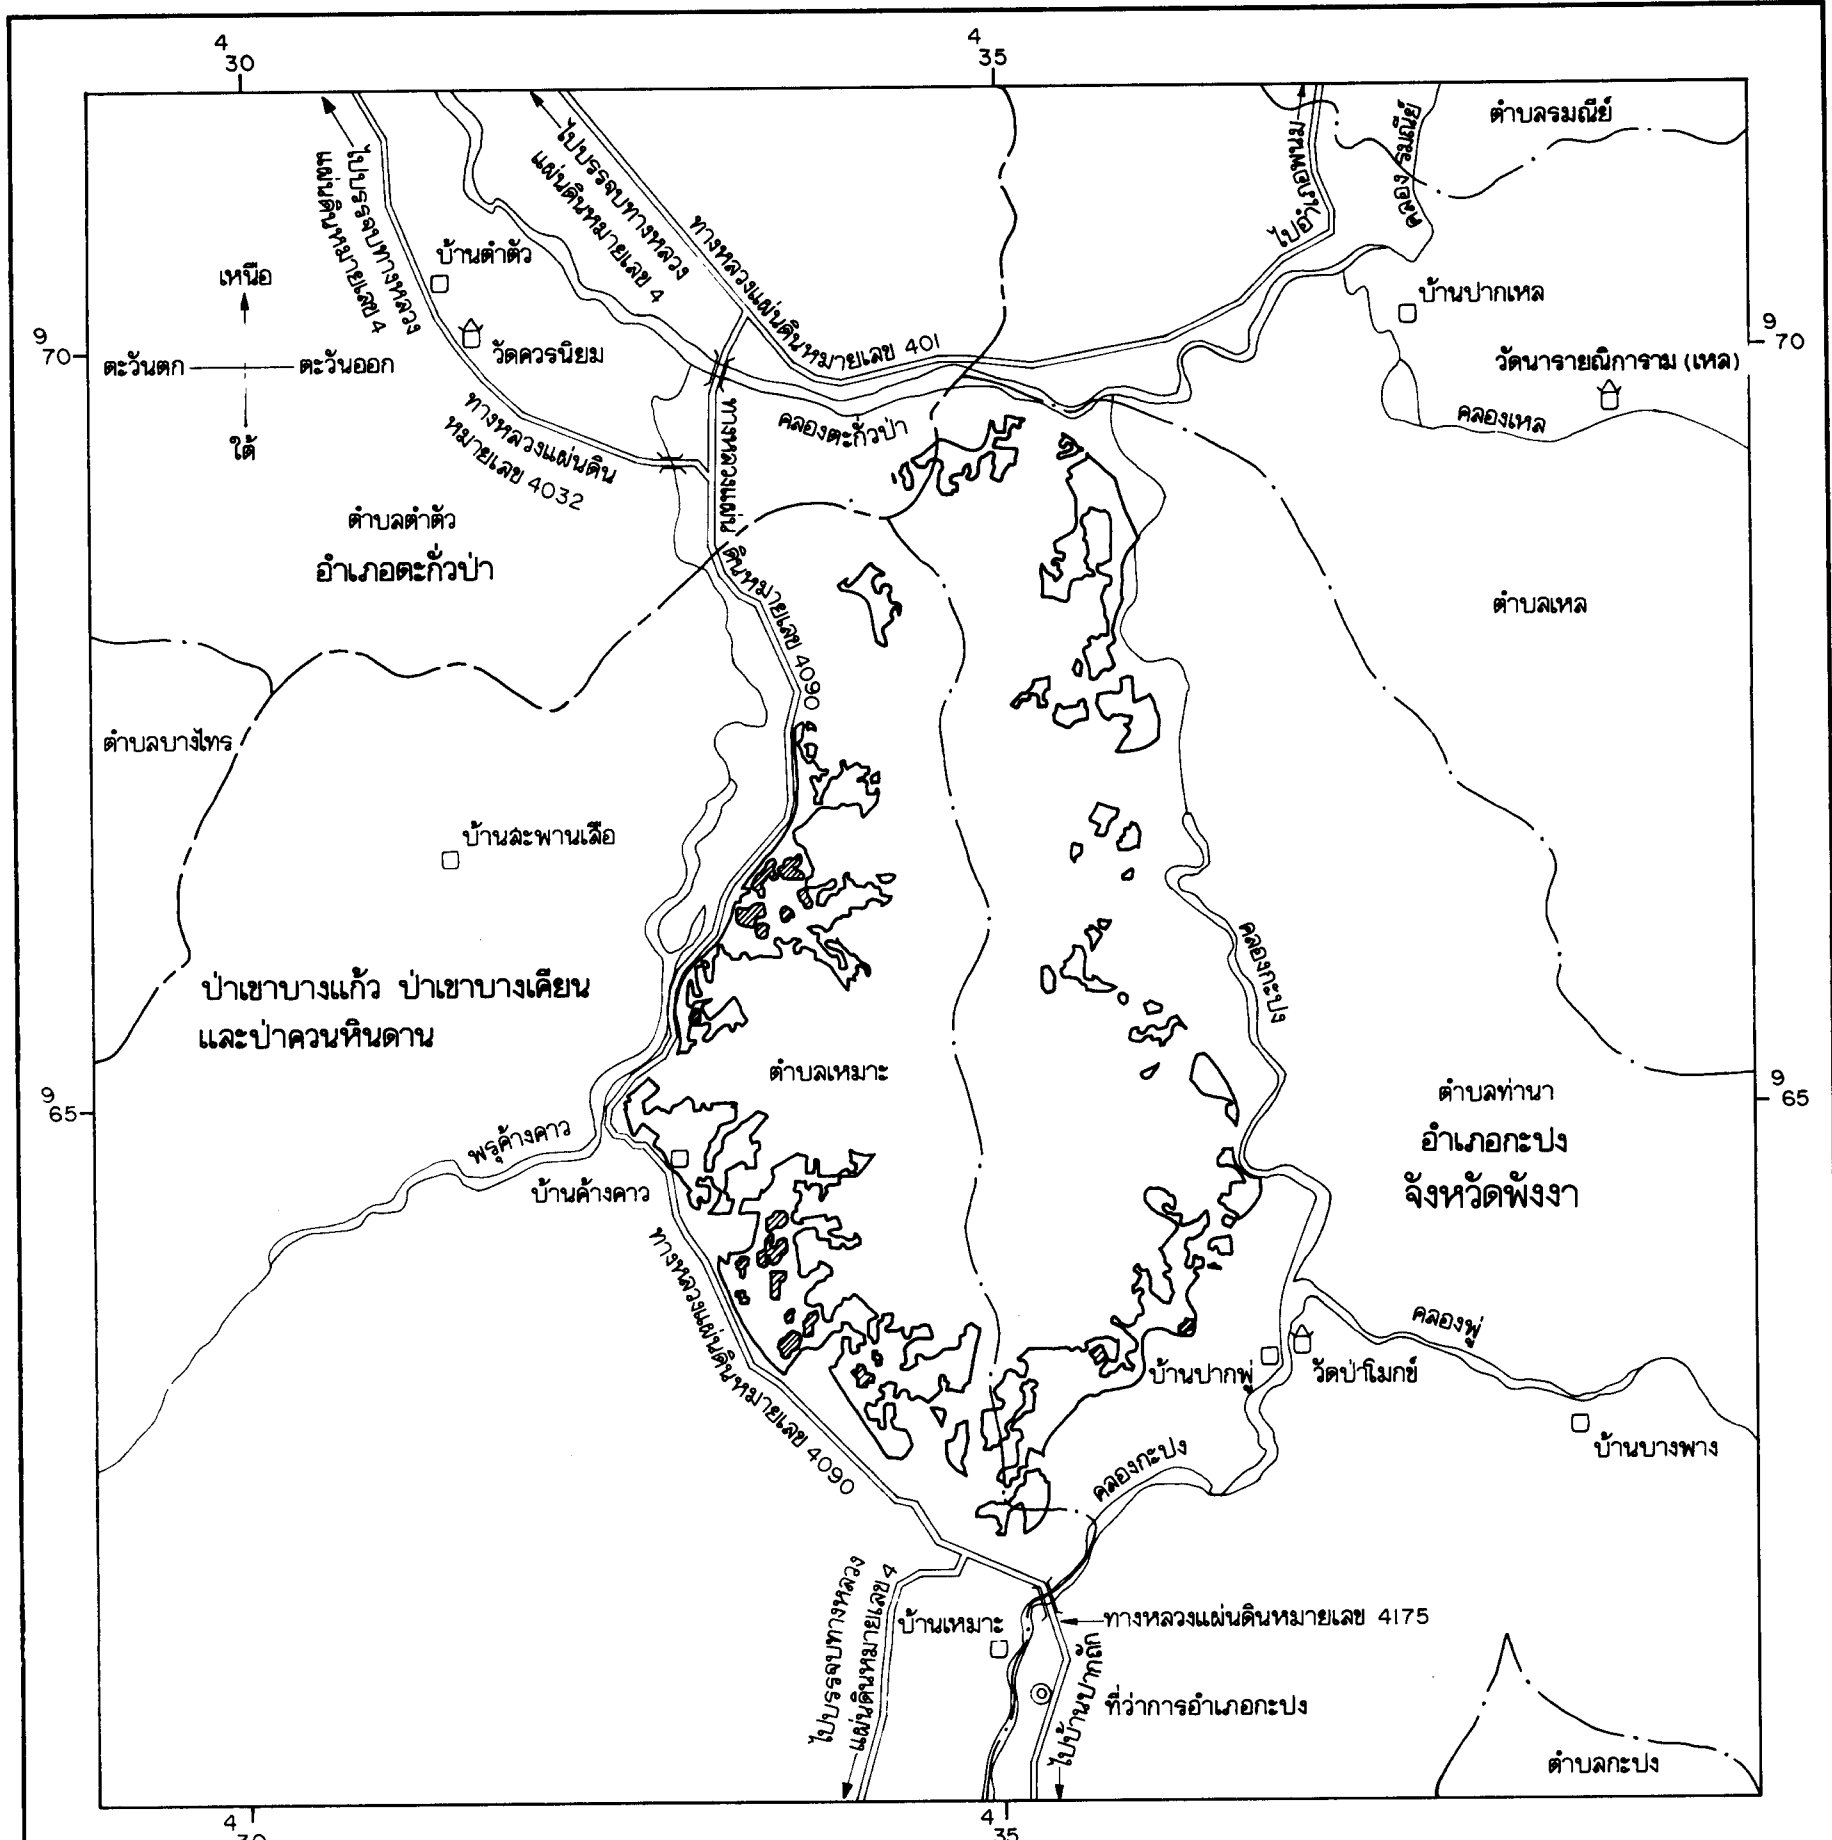 4
30
4
35
ตำบลรมณีย์
คลองรมณีย์
ไปอำเภอพนม
ไปบรรจบทางหลวง
แผ่นดินหมายเลข 4
ไปบรรจบทางหลวง
แผ่นดินหมายเลข 4
ทางหลวงแผ่นดินหมายเลข 401
บ้านตำตัว
เหนือ
ตะวันตก
ตะวันออก
ใต้
บ้านปากเหล
9
70
9
70
วัดควรนิยม
วัดนารายณิการาม (เหล)
คลองเหล
คลองตะกั่วป่า
ทางหลวงแผ่นดิน
หมายเลข 4032
ทางหลวงแผ่นดินหมายเลข 4090
ตำบลตำตัว
อำเภอตะกั่วป่า
ตำบลเหล
ตำบลบางไทร
บ้านละพานเสือ
คลองกะปง
ป่าเขาบางแก้ว ป่าเขาบางเคียน
และป่าควนหินดาน
ตำบลเหมาะ
9
65
9
65
ตำบลท่านา
อำเภอกะปง
จังหวัดพังงา
พรุค้างคาว
บ้านค้างคาว
ทางหลวงแผ่นดินหมายเลข 4090
คลองพู่
บ้านปากพู่
วัดป่าโมกข์
บ้านบางพาง
คลองกะปง
ไปบรรจบทางหลวง
แผ่นดินหมายเลข 4
บ้านเหมาะ
ทางหลวงแผ่นดินหมายเลข 4175
ไปบ้านปากถัก
ที่ว่าการอำเภอกะปง
ตำบลกะปง
4
30
4
35